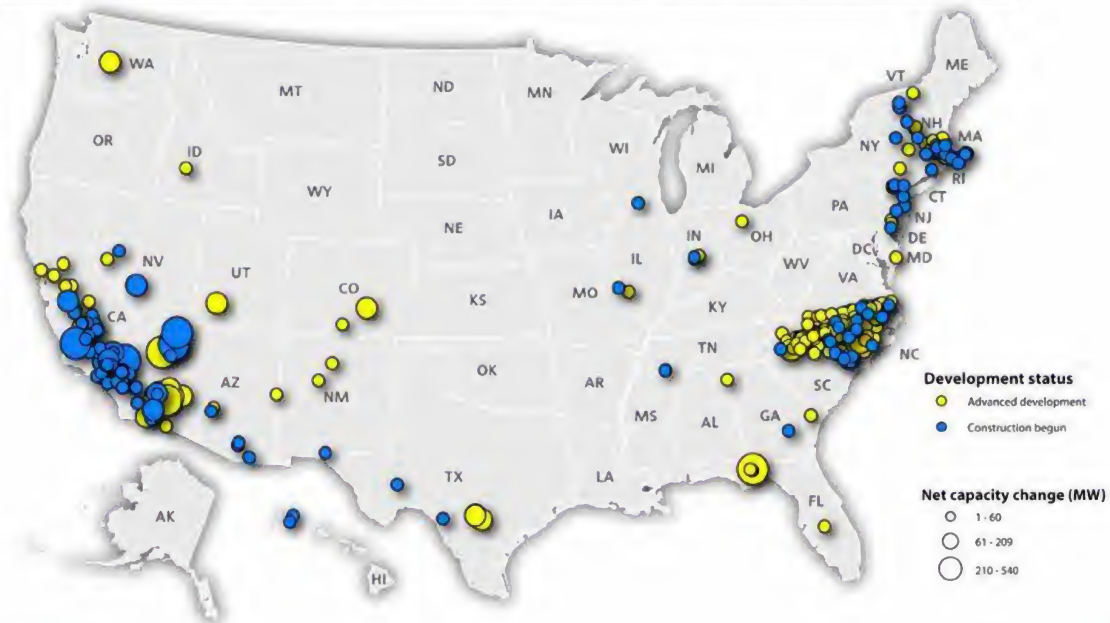 WA
MT
ND
MN
VT
ME
OR
ID
SD
WI
MI
NY
NH
MA
WY
IA
RI
NE
PA
CT
NJ
NV
UT
CO
IL
IN
OH
DE
DC
MD
WV
VA
CA
KS
MO
KY
AZ
NM
OK
AR
TN
NC
SC
MS
AL
GA
TX
LA
FL
AK
HI
Development status
Advanced development
Construction begun
Net capacity change (MW)
1 - 60
61 - 209
210 - 540